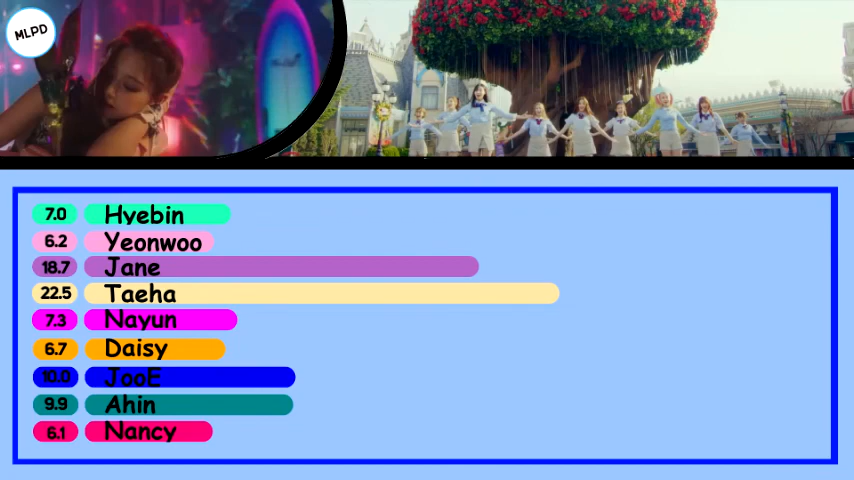 MLPD
7.0 Hyebin
6.2 Yeonwoo
18.7 Jane
22.5 Taeha
7.3 Nayun
6.7 Daisy
10.0 JooE
9.9 Ahin
6.1 Nancy